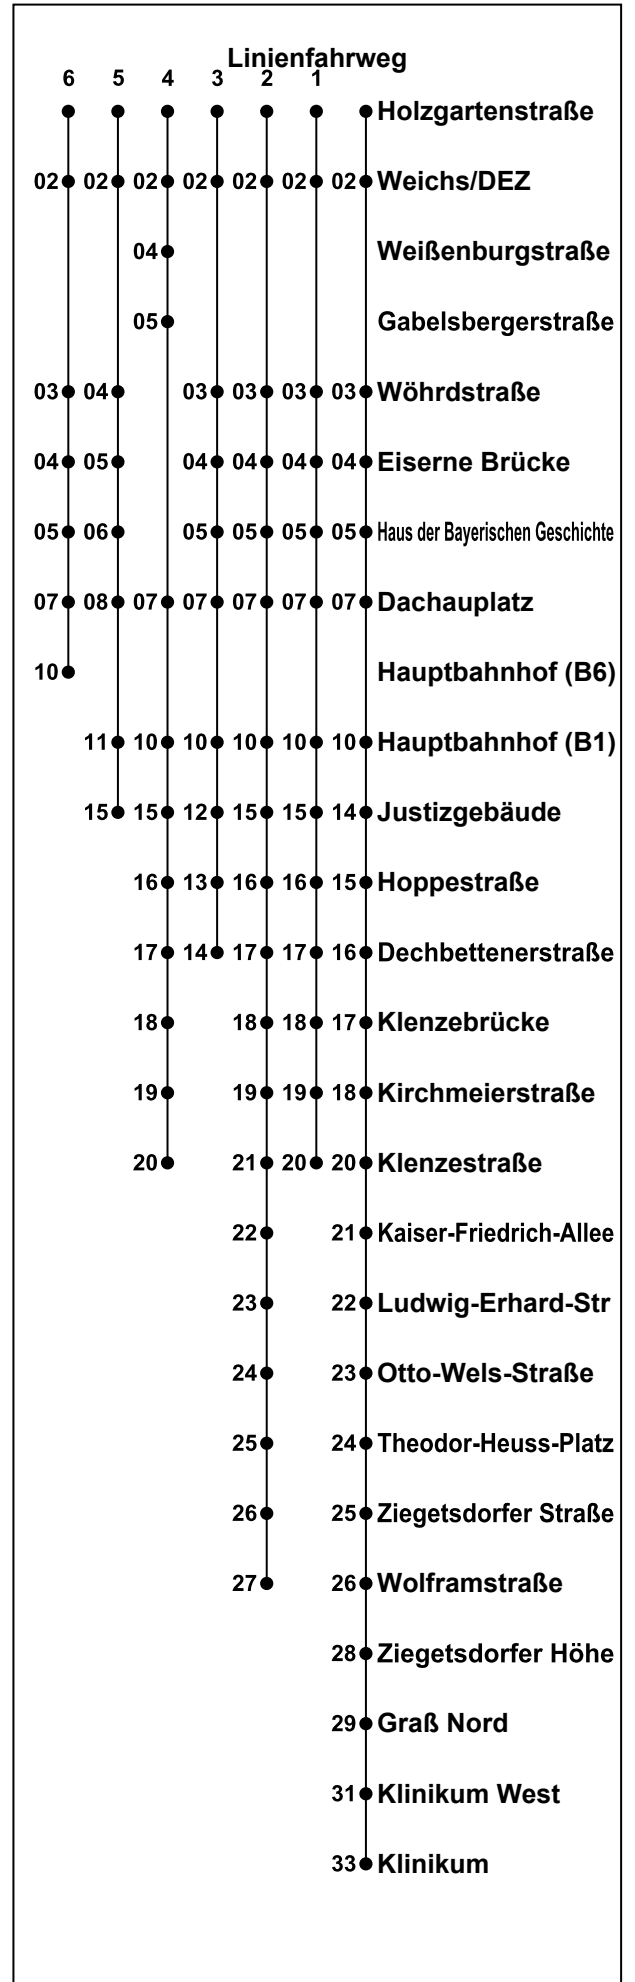 Linienfahrweg
6 5 4 3 2 1
Holzgartenstraße
02 02 02 02 02 02 02 Weichs/DEZ
04 Weißenburgstraße
05 Gabelsbergerstraße
03 04 03 03 03 03 Wöhrdstraße
04 05 04 04 04 04 Eiserne Brücke
05 06 05 05 05 05 Haus der Bayerischen Geschichte
07 08 07 07 07 07 07 Dachauplatz
10 Hauptbahnhof (B6)
11 10 10 10 10 10 Hauptbahnhof (B1)
15 15 12 15 15 14 Justizgebäude
16 13 16 16 15 Hoppestraße
17 14 17 17 16 Dechbettenerstraße
18 18 18 17 Klenzebrücke
19 19 19 18 Kirchmeierstraße
20 21 20 20 Klenzestraße
22 21 Kaiser-Friedrich-Allee
23 22 Ludwig-Erhard-Str
24 23 Otto-Wels-Straße
25 24 Theodor-Heuss-Platz
26 25 Ziegetsdorfer Straße
27 26 Wolframstraße
28 Ziegetsdorfer Höhe
29 Graß Nord
31 Klinikum West
33 Klinikum